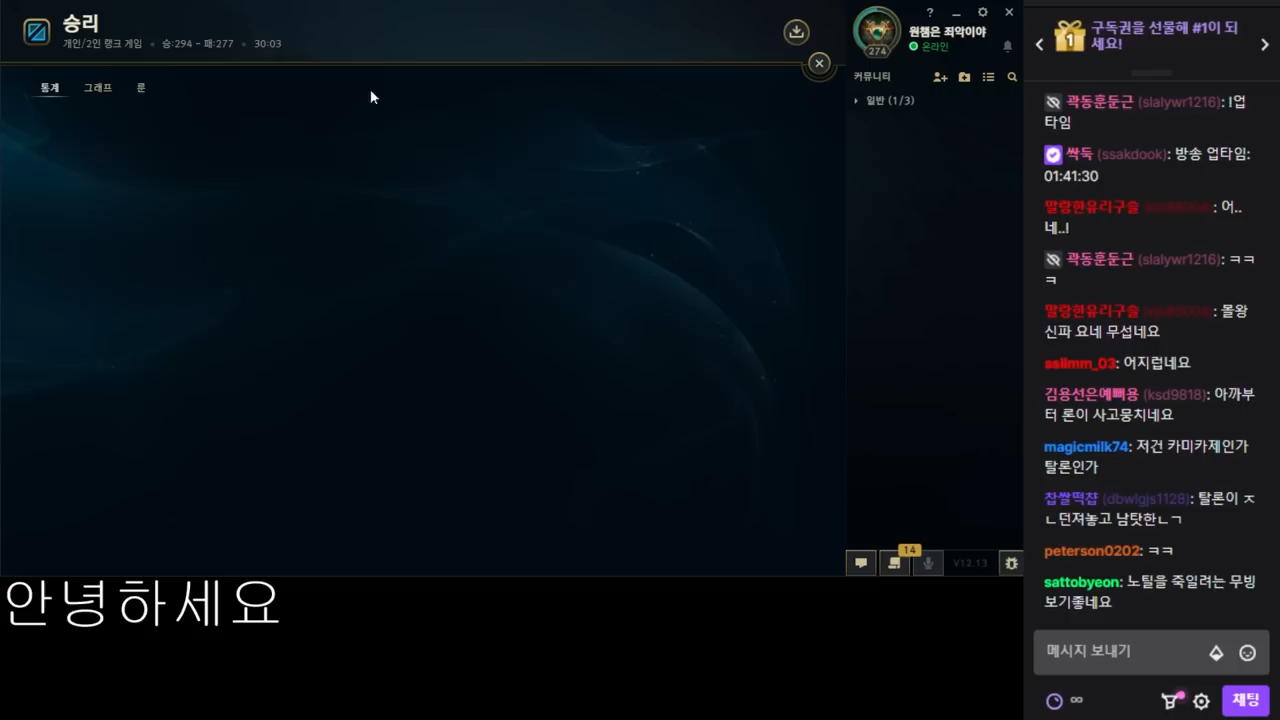 승리
개인/2인 랭크 게임 • 승:294 - 패:277 • 30:03
통계 그래프 룬
274
원챔은 죄악이야
온라인
커뮤니티
일반 (1/3)
14
V12.13
안녕하세요
1
구독권을 선물해 #1이 되
세요!
곽동훈둔근 (slalywr1216): !업
타임
싹둑 (ssakdook): 방송 업타임:
01:41:30
말랑한유리구슬 : 어..
네..!
곽동훈둔근 (slalywr1216): ㅋㅋ
ㅋ
말랑한유리구슬 : 몰왕
신파 요네 무섭네요
ssllmm_03: 어지럽네요
김용선은예뻐용 (ksd9818): 아까부
터 론이 사고뭉치네요
magicmilk74: 저건 카미카제인가
탈론인가
찹쌀떡챱 (dbwlgjs1128): 탈론이 ㅈ
ㄴ던져놓고 남탓한ㄴㄱ
peterson0202: ㅋㅋ
sattobyeon: 노틸을 죽일려는 무빙
보기좋네요
메시지 보내기
채팅